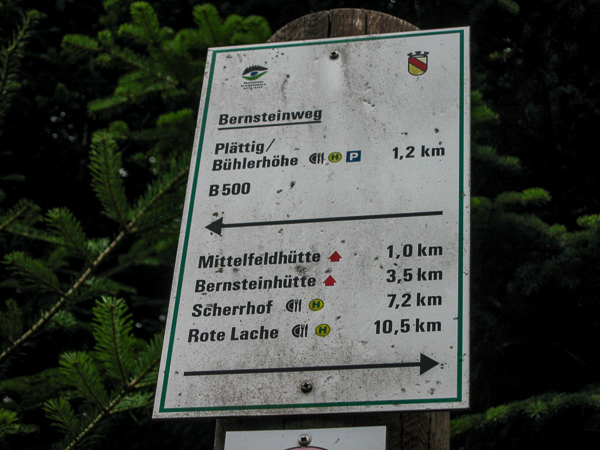 Bernsteinweg
Plättig/
Bühlerhöhe H P 1,2 km
B 500
Mittelfeldhütte 1,0 km
Bernsteinhütte 3,5 km
Scherrhof H 7,2 km
Rote Lache H 10,5 km